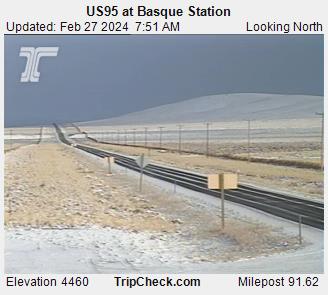 US95 at Basque Station
Updated: Feb 27 2024 7:51 AM Looking North
Elevation 4460 TripCheck.com Milepost 91.62